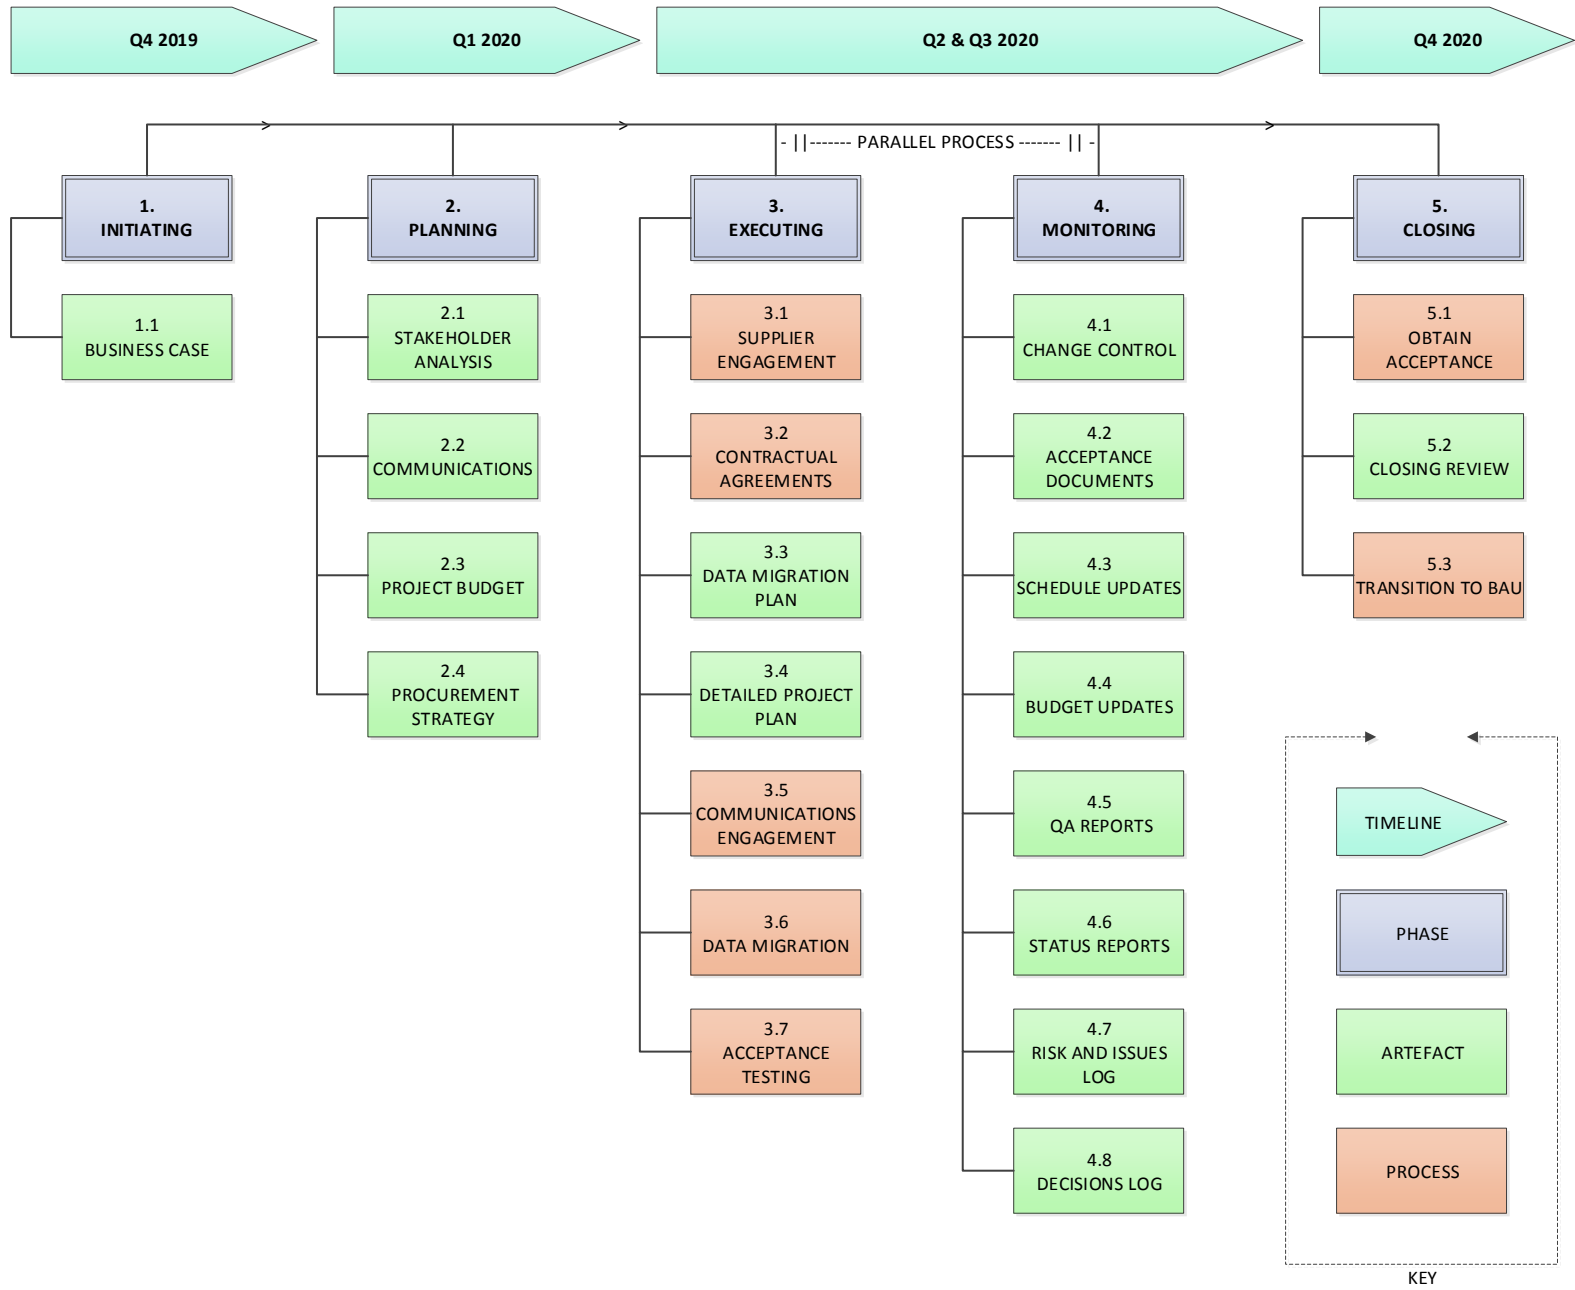 Q4 2019
Q1 2020
Q2 & Q3 2020
Q4 2020
- ||------- PARALLEL PROCESS ------- || -
1.
INITIATING
2.
PLANNING
3.
EXECUTING
4.
MONITORING
5.
CLOSING
1.1
BUSINESS CASE
2.1
STAKEHOLDER
ANALYSIS
2.2
COMMUNICATIONS
2.3
PROJECT BUDGET
2.4
PROCUREMENT
STRATEGY
3.1
SUPPLIER
ENGAGEMENT
3.2
CONTRACTUAL
AGREEMENTS
3.3
DATA MIGRATION
PLAN
3.4
DETAILED PROJECT
PLAN
3.5
COMMUNICATIONS
ENGAGEMENT
3.6
DATA MIGRATION
3.7
ACCEPTANCE
TESTING
4.1
CHANGE CONTROL
4.2
ACCEPTANCE
DOCUMENTS
4.3
SCHEDULE UPDATES
4.4
BUDGET UPDATES
4.5
QA REPORTS
4.6
STATUS REPORTS
4.7
RISK AND ISSUES
LOG
4.8
DECISIONS LOG
5.1
OBTAIN
ACCEPTANCE
5.2
CLOSING REVIEW
5.3
TRANSITION TO BAU
TIMELINE
PHASE
ARTEFACT
PROCESS
KEY